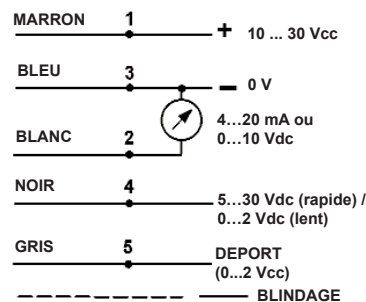 MARRON 1 + 10 ... 30 Vcc
BLEU 3 – 0 V
4…20 mA ou
0…10 Vdc
BLANC 2
NOIR 4
5…30 Vdc (rapide) /
0…2 Vdc (lent)
GRIS 5
DEPORT
(0...2 Vcc)
BLINDAGE